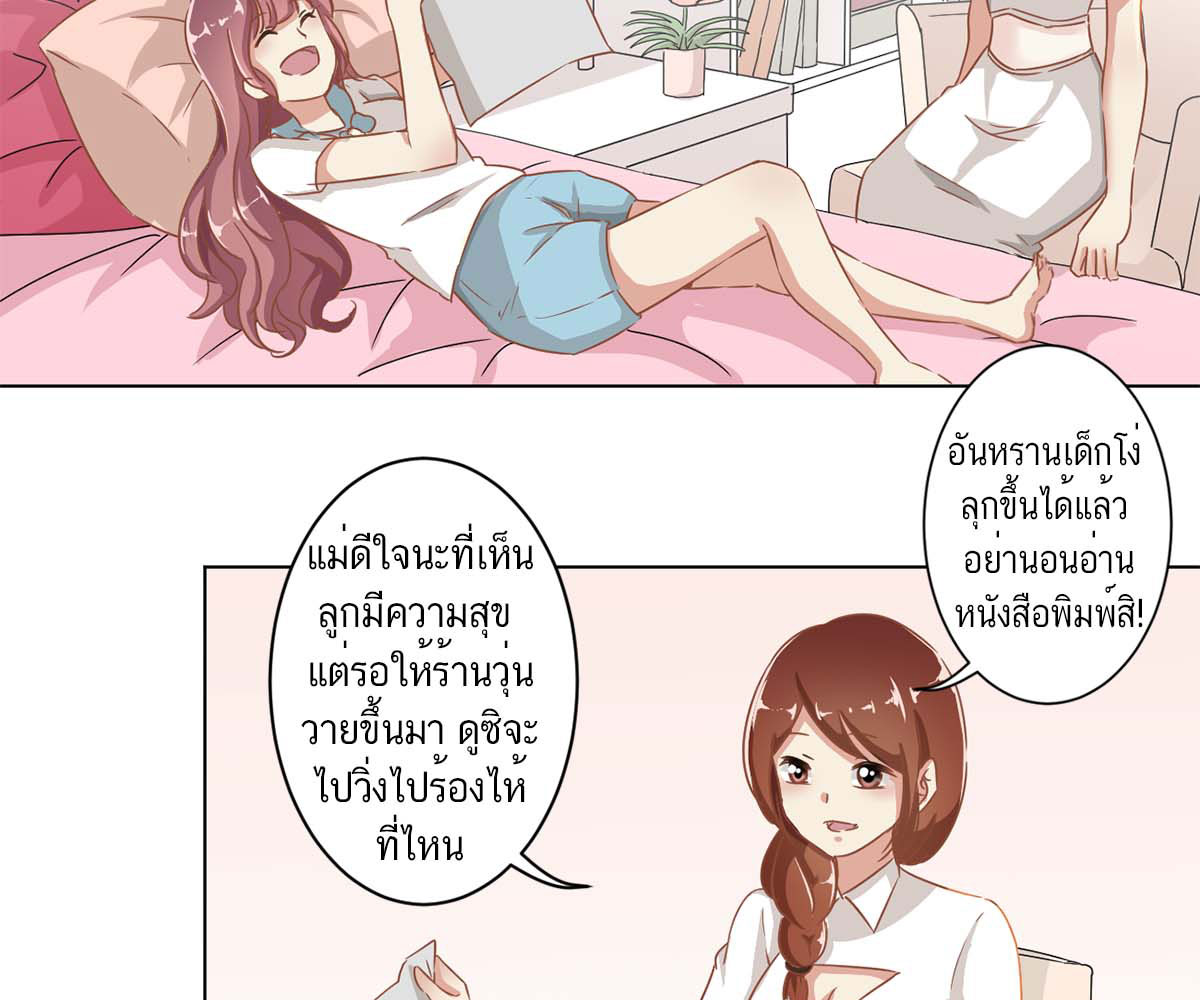 อันหรานเด็กโง่
ลุกขึ้นได้แล้ว
อย่านอนอ่าน
หนังสือพิมพ์สิ!
แม่ดีใจนะที่เห็น
ลูกมีความสุข
แต่รอให้ร้านวุ่น
วายขึ้นมา ดูซิจะ
ไปวิ่งไปร้องไห้
ที่ไหน